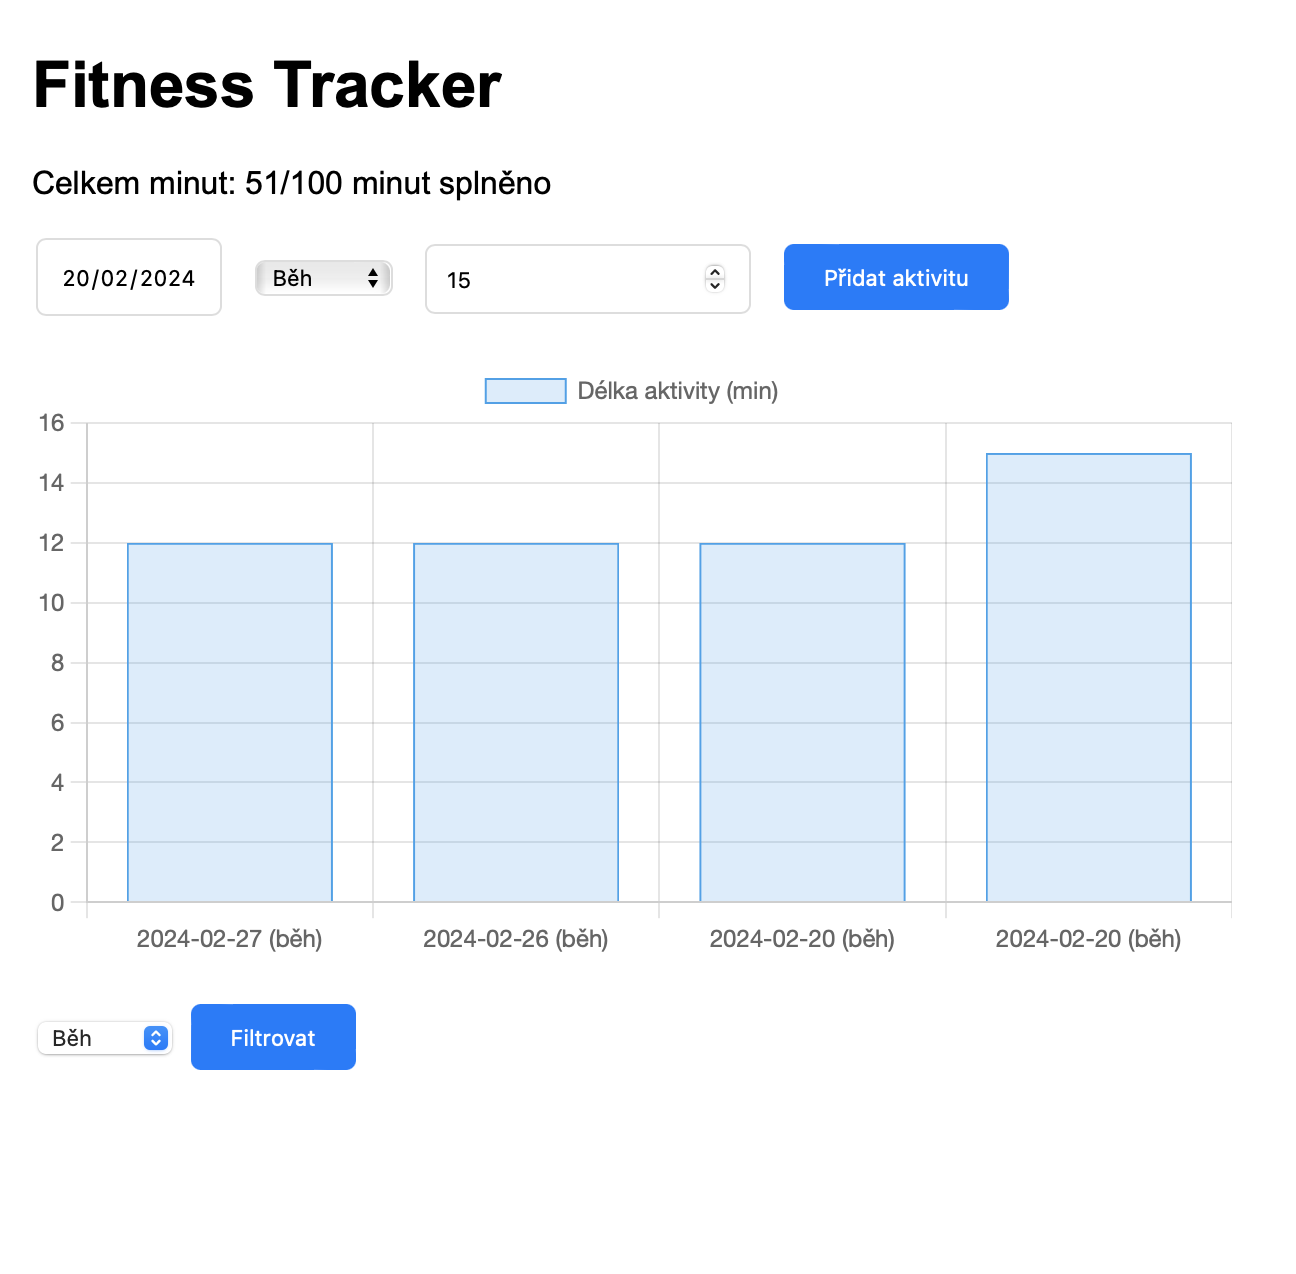 Fitness Tracker
Celkem minut: 51/100 minut splněno
20/02/2024 Běh 15 Přidat aktivitu
Délka aktivity (min)
16
14
12
10
8
6
4
2
0
2024-02-27 (běh) 2024-02-26 (běh) 2024-02-20 (běh) 2024-02-20 (běh)
Běh Filtrovat